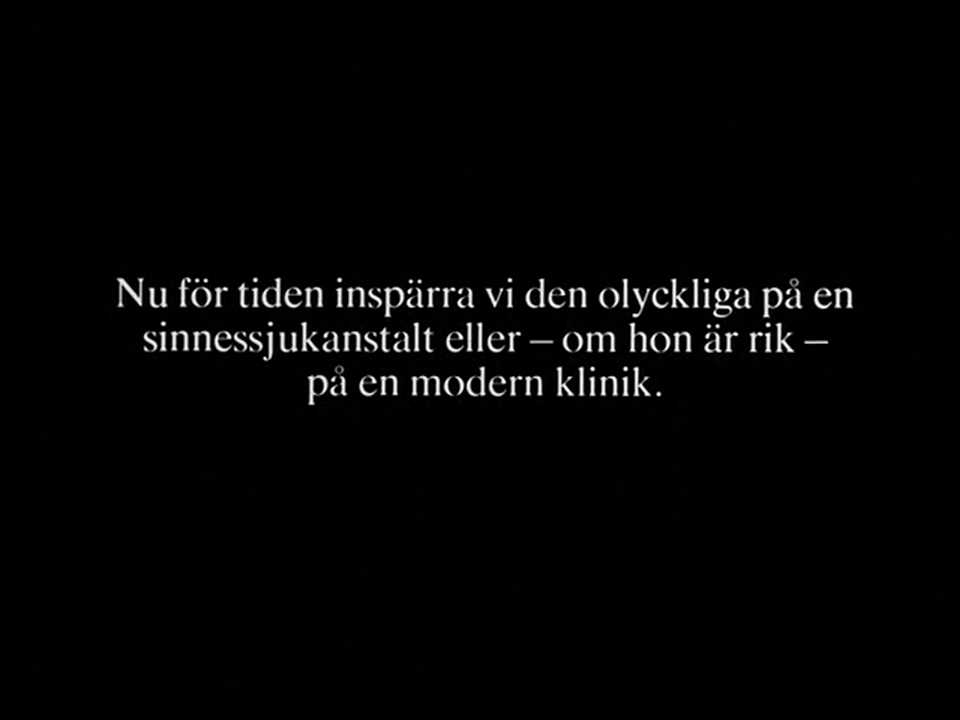 Nu för tiden inspärra vi den olyckliga på en
sinnessjukanstalt eller – om hon är rik –
på en modern klinik.